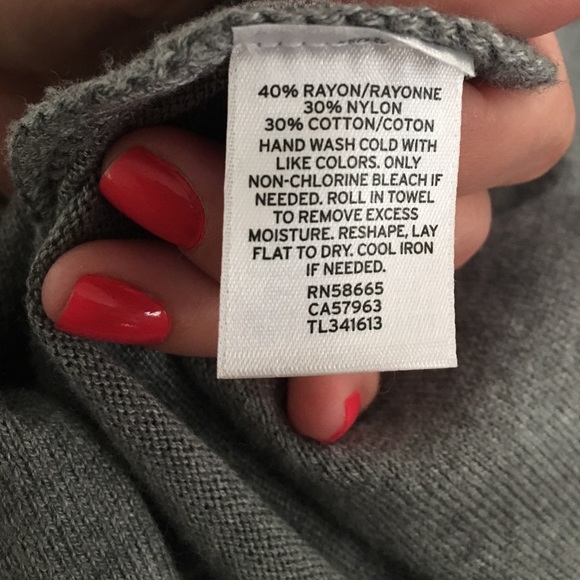 40% RAYON/RAYONNE
30% NYLON
30% COTTON/COTON
HAND WASH COLD WITH
LIKE COLORS. ONLY
NON-CHLORINE BLEACH IF
NEEDED. ROLL IN TOWEL
TO REMOVE EXCESS
MOISTURE. RESHAPE, LAY
FLAT TO DRY. COOL IRON
IF NEEDED.
RN58665
CA57963
TL341613